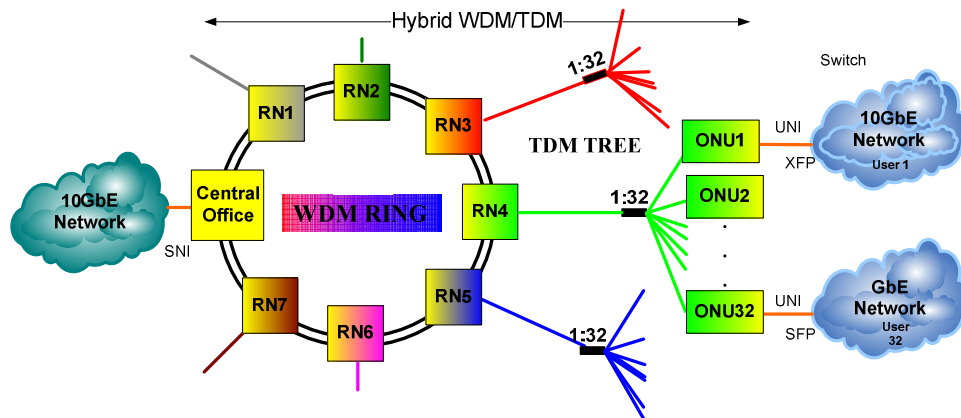 Hybrid WDM/TDM
RN1
RN2
RN3
1:32
Switch
TDM TREE
10GbE
Network
SNI
Central
Office
WDM RING
RN4
1:32
ONU1
UNI
XFP
10GbE
Network
User 1
ONU2
.
.
.
RN7
RN6
RN5
1:32
ONU32
UNI
SFP
GbE
Network
User
32